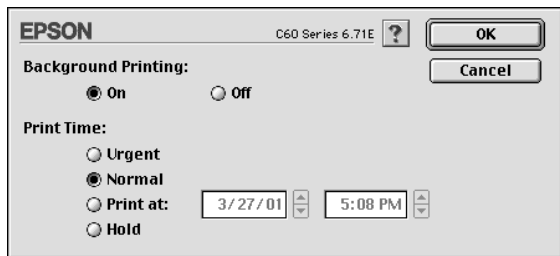 EPSON
C60 Series 6.71E
?
OK
Background Printing:
Cancel
On
Off
Print Time:
Urgent
Normal
Print at:
3/27/01
5:08 PM
Hold